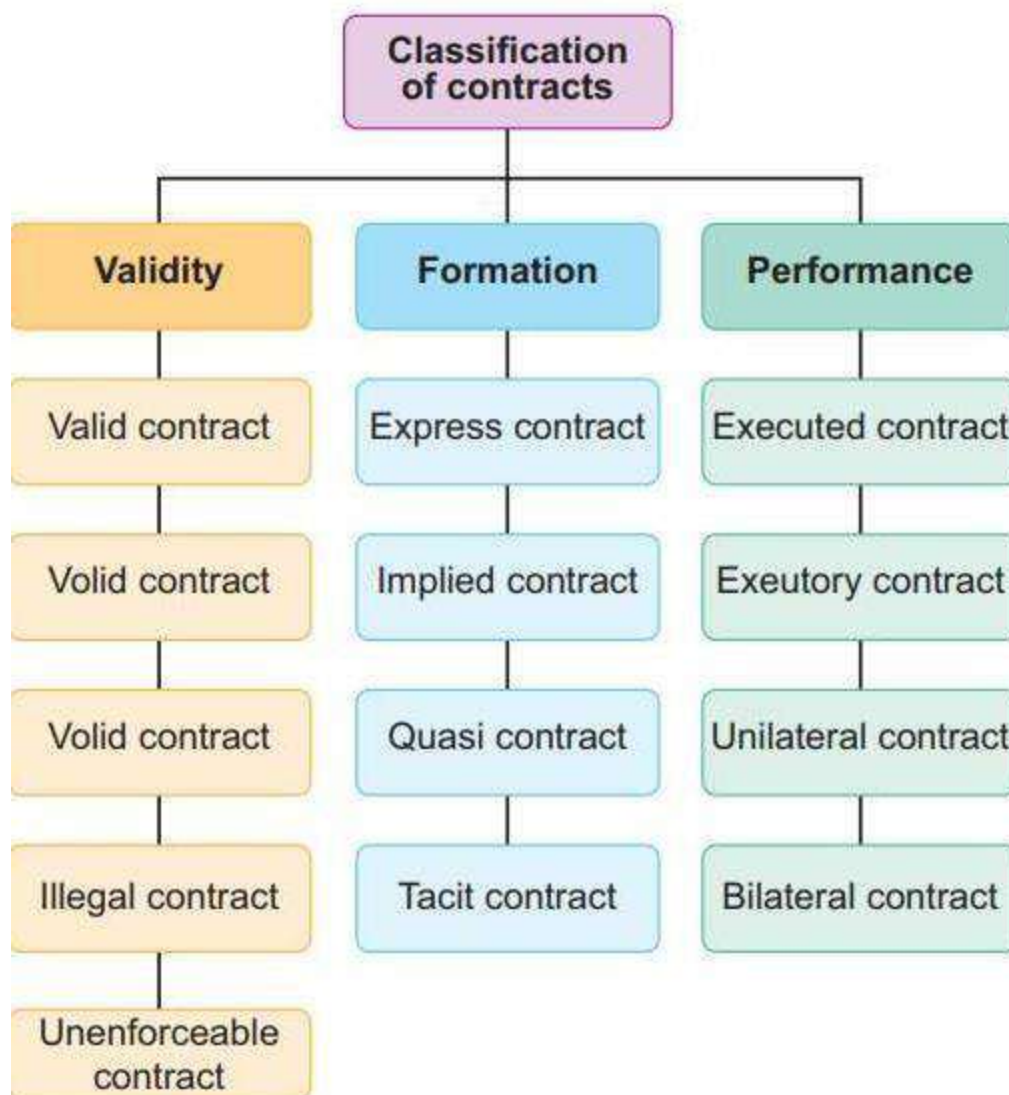 Classification
of contracts
Validity
Formation
Performance
Valid contract
Express contract
Executed contract
Volid contract
Implied contract
Exeutory contract
Volid contract
Quasi contract
Unilateral contract
Illegal contract
Tacit contract
Bilateral contract
Unenforceable
contract